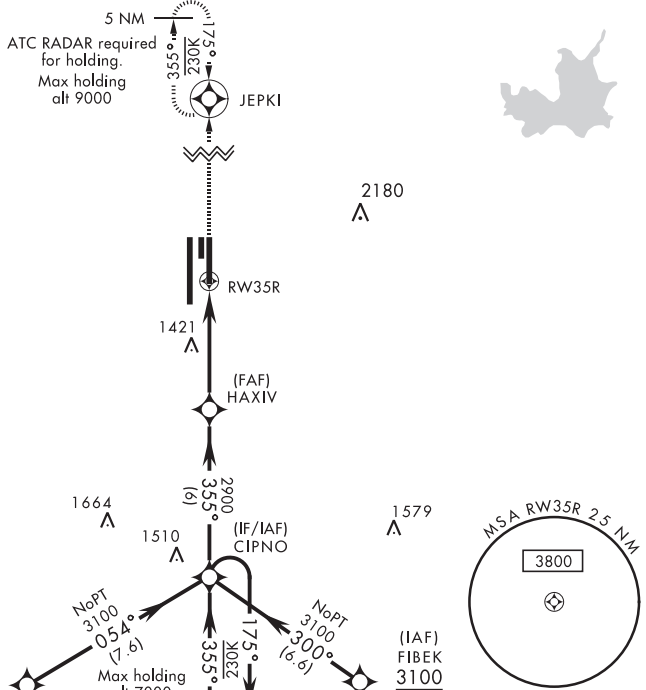 5 NM
ATC RADAR required
for holding.
Max holding
alt 9000
355°
230K
175°
JEPKI
2180
RW35R
1421
(FAF)
HAXIV
2900
355°
(6)
1664
1510
(IF/IAF)
CIPNO
1579
MSA RW35R 25 NM
3800
NoPT
3100
054°
(7.6)
Max holding
355°
230K
175°
NoPT
3100
300°
(6.6)
(IAF)
FIBEK
3100